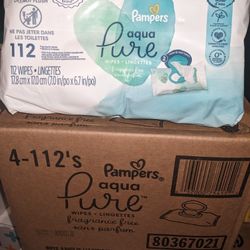 Pampers
aqua
Pure
WIPES • LINGETTES
fragrance free
NE PAS JETER DANS
LES TOILETTES
112
112 WIPES • LINGETTES
17.8 cm x 17.0 cm (7.0 in/po x 6.7 in/po)
4-112's
Pampers
aqua
Pure
WIPES • LINGETTES
fragrance free
sans parfum
80367021